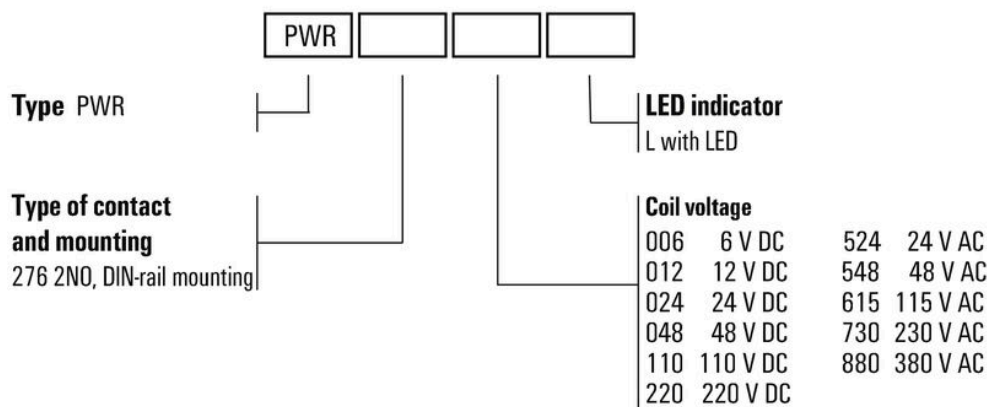 PWR
Type PWR
LED indicator
L with LED
Type of contact
and mounting
276 2NO, DIN-rail mounting
Coil voltage
006 6 V DC 524 24 V AC
012 12 V DC 548 48 V AC
024 24 V DC 615 115 V AC
048 48 V DC 730 230 V AC
110 110 V DC 880 380 V AC
220 220 V DC